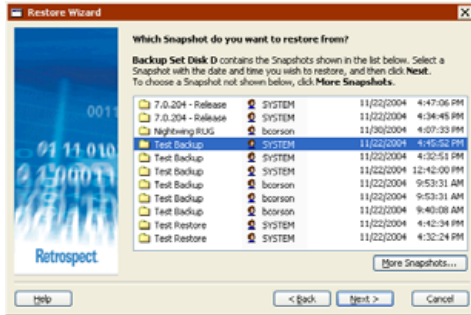 Restore Wizard
Which Snapshot do you want to restore from?
Backup Set Disk D contains the Snapshots shown in the list below. Select a
Snapshot with the date and time you wish to restore, and then click Next.
To choose a Snapshot not shown below, click More Snapshots.
7.0.204 - Release SYSTEM 11/22/2004 4:47:06 PM
7.0.204 - Release SYSTEM 11/22/2004 4:34:45 PM
Nightwing RUG bcorson 11/30/2004 4:07:33 PM
Test Backup SYSTEM 11/22/2004 4:45:52 PM
Test Backup SYSTEM 11/22/2004 4:32:51 PM
Test Backup SYSTEM 11/22/2004 12:42:00 PM
Test Backup bcorson 11/22/2004 9:53:31 AM
Test Backup bcorson 11/22/2004 9:53:31 AM
Test Backup bcorson 11/22/2004 9:40:08 AM
Test Restore SYSTEM 11/22/2004 4:42:34 PM
Test Restore SYSTEM 11/22/2004 4:32:24 PM
Retrospect
More Snapshots...
Help
< Back
Next >
Cancel